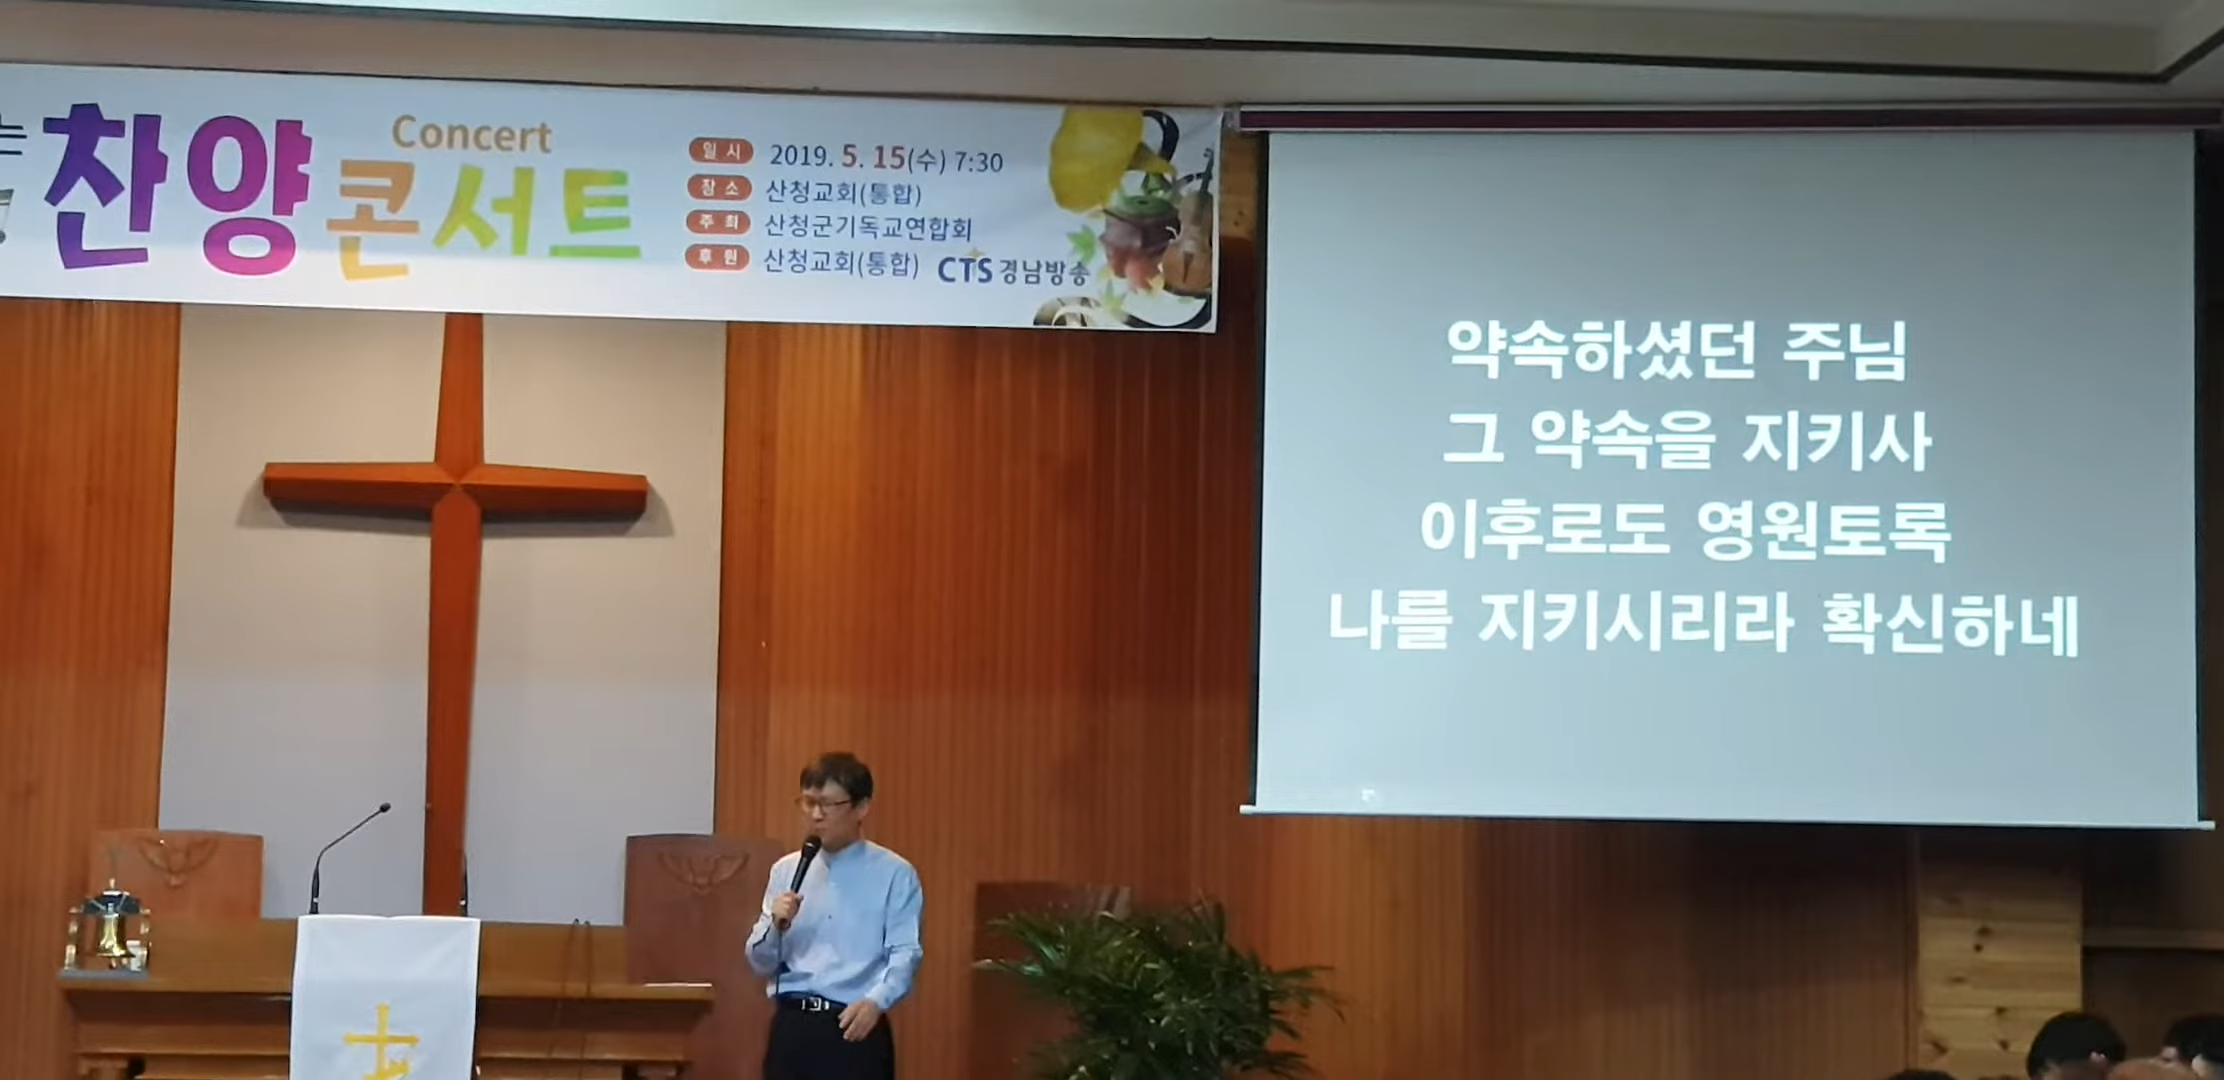 는
찬양
Concert
콘서트
일 시 2019. 5. 15(수) 7:30
장 소 산청교회(통합)
주 최 산청군기독교연합회
후 원 산청교회(통합) CTS경남방송
약속하셨던 주님
그 약속을 지키사
이후로도 영원토록
나를 지키시리라 확신하네